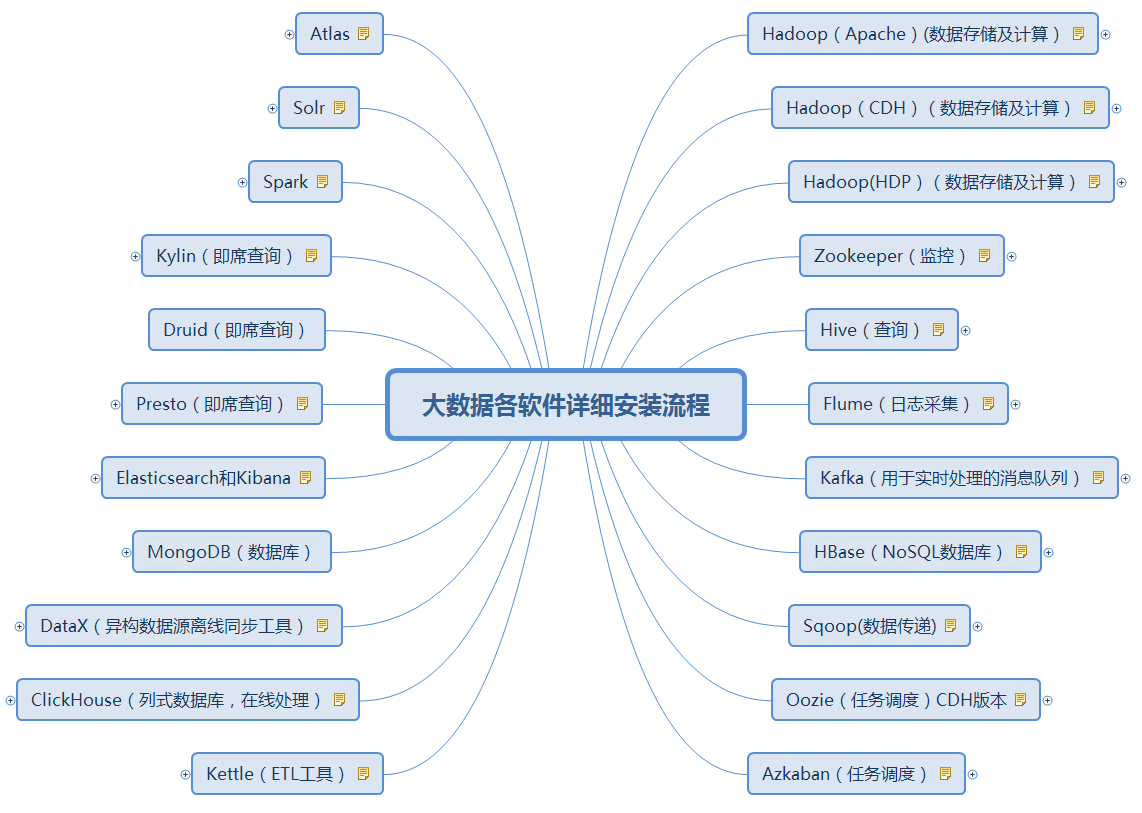 大数据各软件详细安装流程
Hadoop（Apache）(数据存储及计算）
Hadoop（CDH）（数据存储及计算）
Hadoop(HDP）（数据存储及计算）
Zookeeper（监控）
Hive（查询）
Flume（日志采集）
Kafka（用于实时处理的消息队列）
HBase（NoSQL数据库）
Sqoop(数据传递)
Oozie（任务调度）CDH版本
Azkaban（任务调度）
Atlas
Solr
Spark
Kylin（即席查询）
Druid（即席查询）
Presto（即席查询）
Elasticsearch和Kibana
MongoDB（数据库）
DataX（异构数据源离线同步工具）
ClickHouse（列式数据库，在线处理）
Kettle（ETL工具）